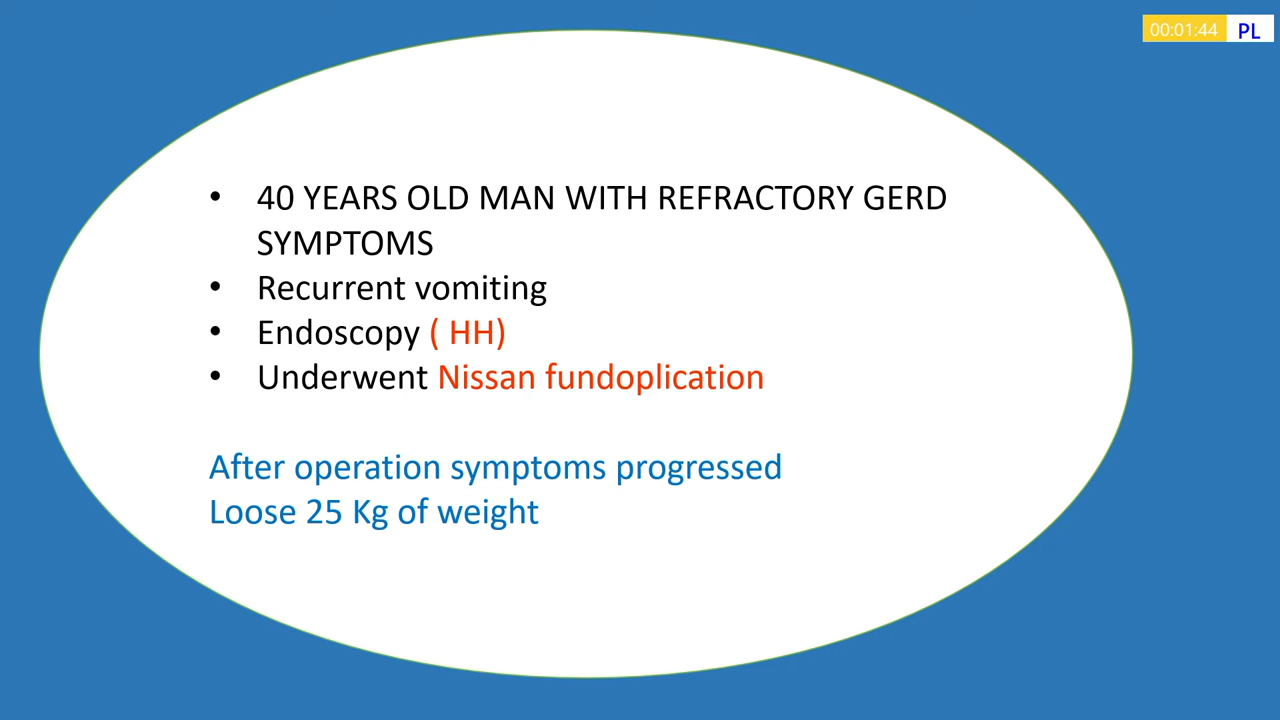 00:01:44 PL
• 40 YEARS OLD MAN WITH REFRACTORY GERD
SYMPTOMS
• Recurrent vomiting
• Endoscopy ( HH)
• Underwent Nissan fundoplication
After operation symptoms progressed
Loose 25 Kg of weight